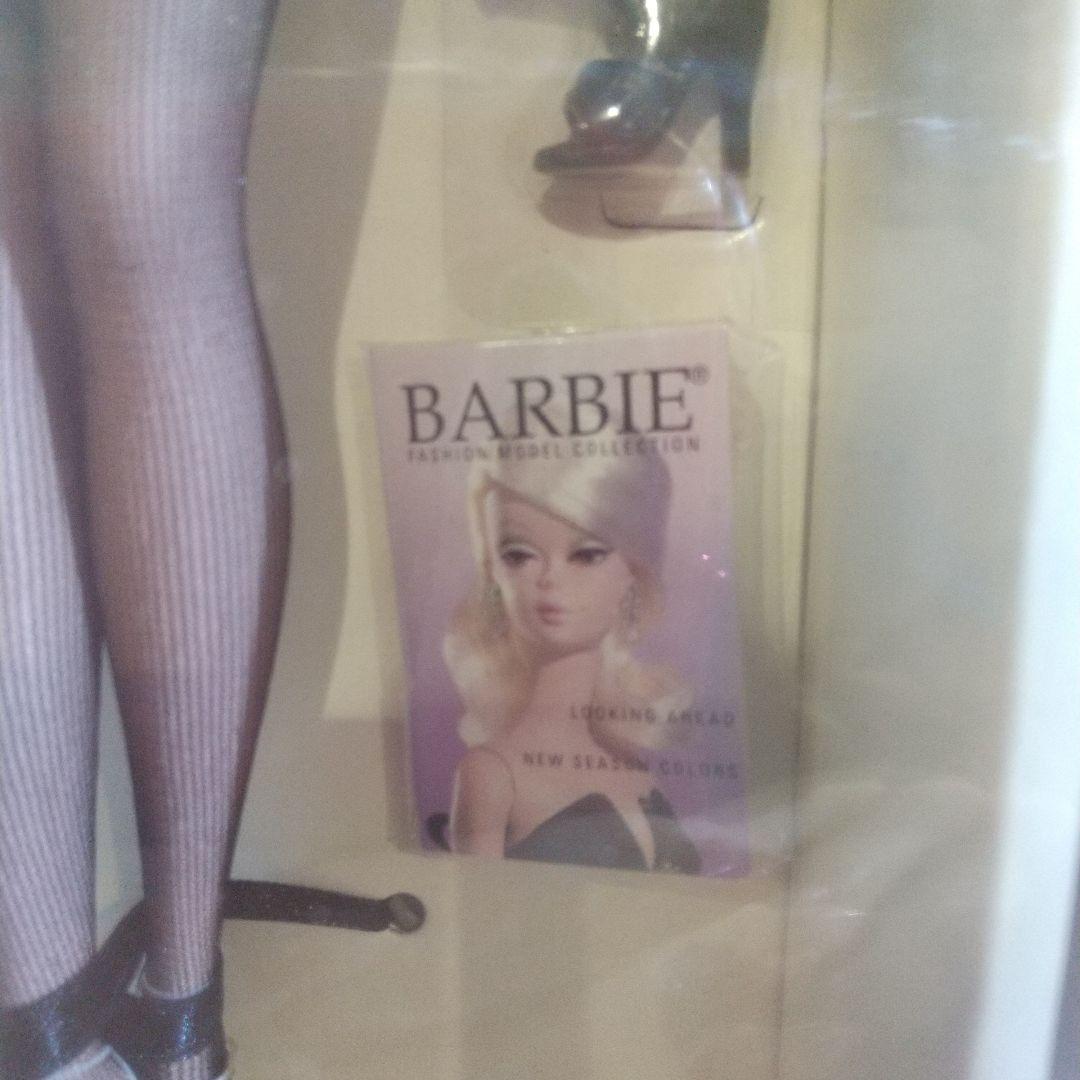 BARBIE®
FASHION MODEL COLLECTION
LOOKING AHEAD
NEW SEASON COLORS